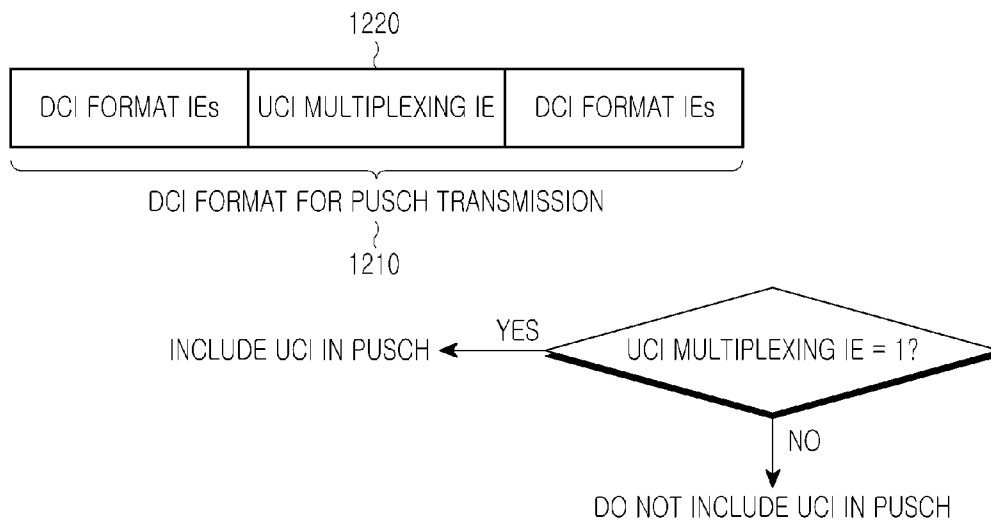 1220
DCI FORMAT IEs UCI MULTIPLEXING IE DCI FORMAT IEs
DCI FORMAT FOR PUSCH TRANSMISSION
1210
INCLUDE UCI IN PUSCH YES UCI MULTIPLEXING IE = 1?
NO
DO NOT INCLUDE UCI IN PUSCH